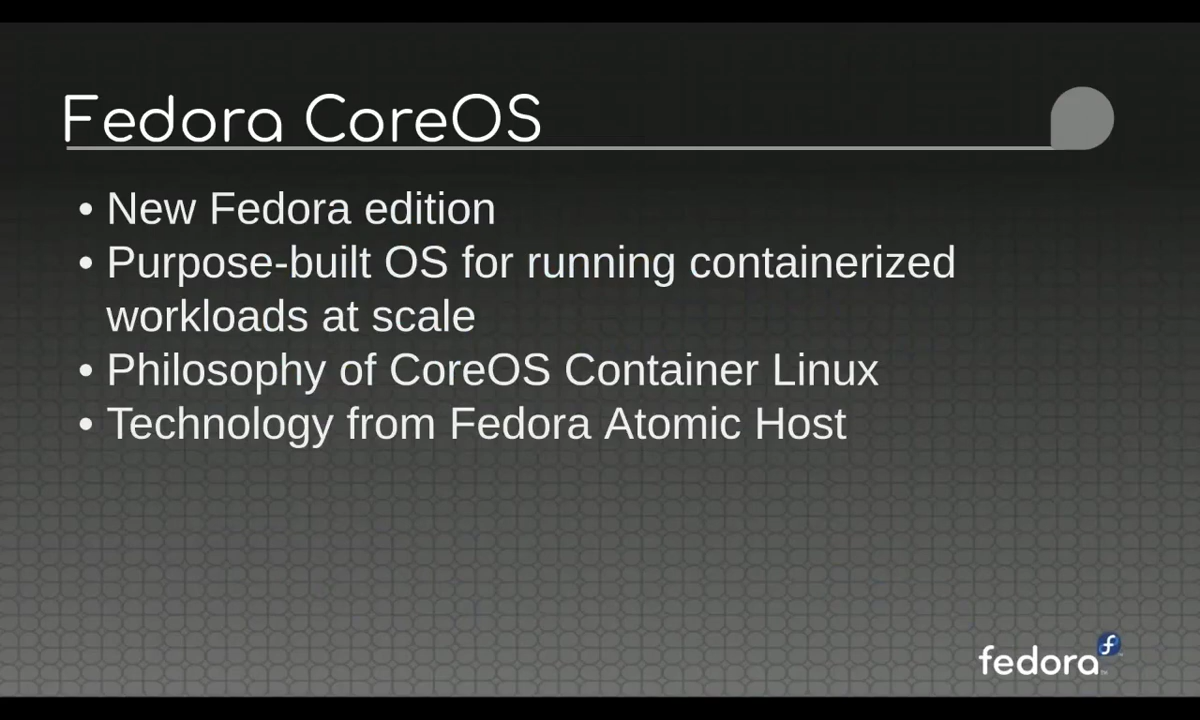 Fedora CoreOS
• New Fedora edition
• Purpose-built OS for running containerized
workloads at scale
• Philosophy of CoreOS Container Linux
• Technology from Fedora Atomic Host
fedora